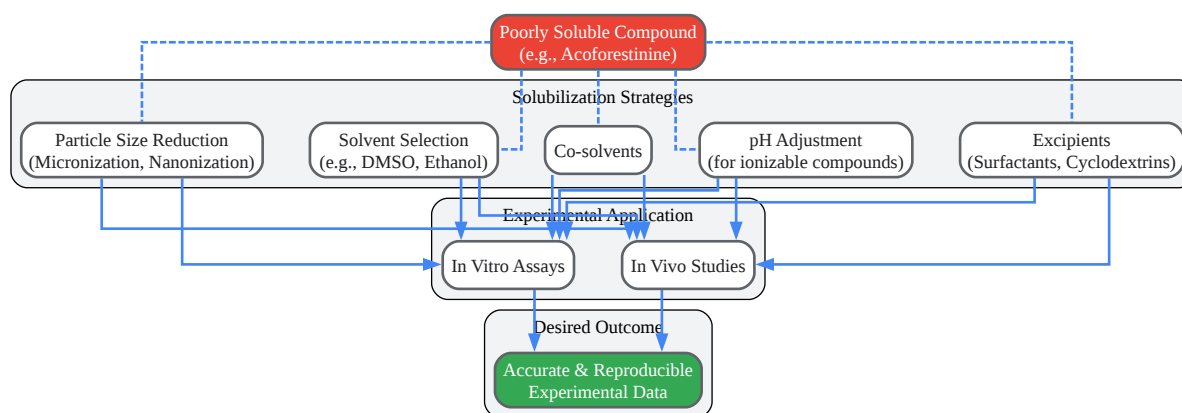 Poorly Soluble Compound
(e.g., Acoforestinine)
Solubilization Strategies
Particle Size Reduction
(Micronization, Nanonization)
Solvent Selection
(e.g., DMSO, Ethanol)
Co-solvents
pH Adjustment
(for ionizable compounds)
Excipients
(Surfactants, Cyclodextrins)
Experimental Application
In Vitro Assays
In Vivo Studies
Desired Outcome
Accurate & Reproducible
Experimental Data